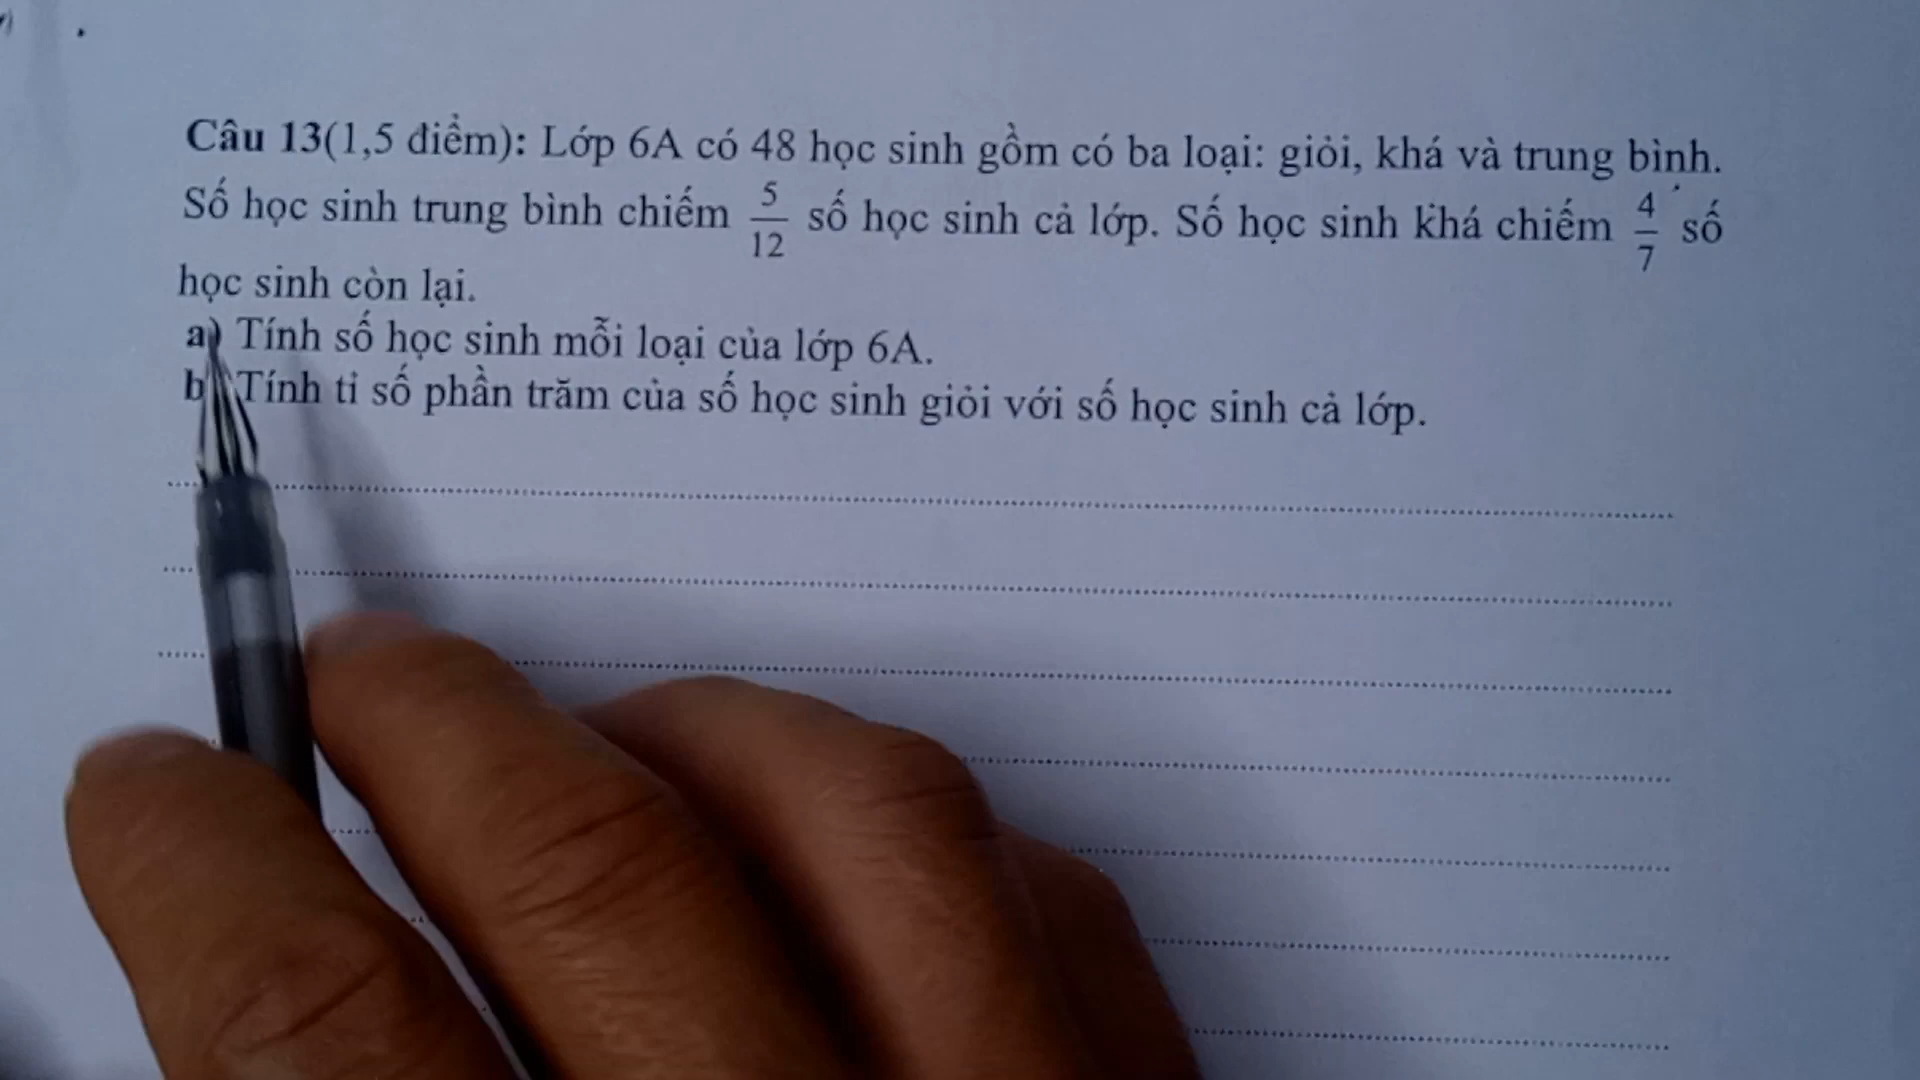 Câu 13(1,5 điểm): Lớp 6A có 48 học sinh gồm có ba loại: giỏi, khá và trung bình.
Số học sinh trung bình chiếm 5/12 số học sinh cả lớp. Số học sinh khá chiếm 4/7 số
học sinh còn lại.
a) Tính số học sinh mỗi loại của lớp 6A.
b Tính tỉ số phần trăm của số học sinh giỏi với số học sinh cả lớp.